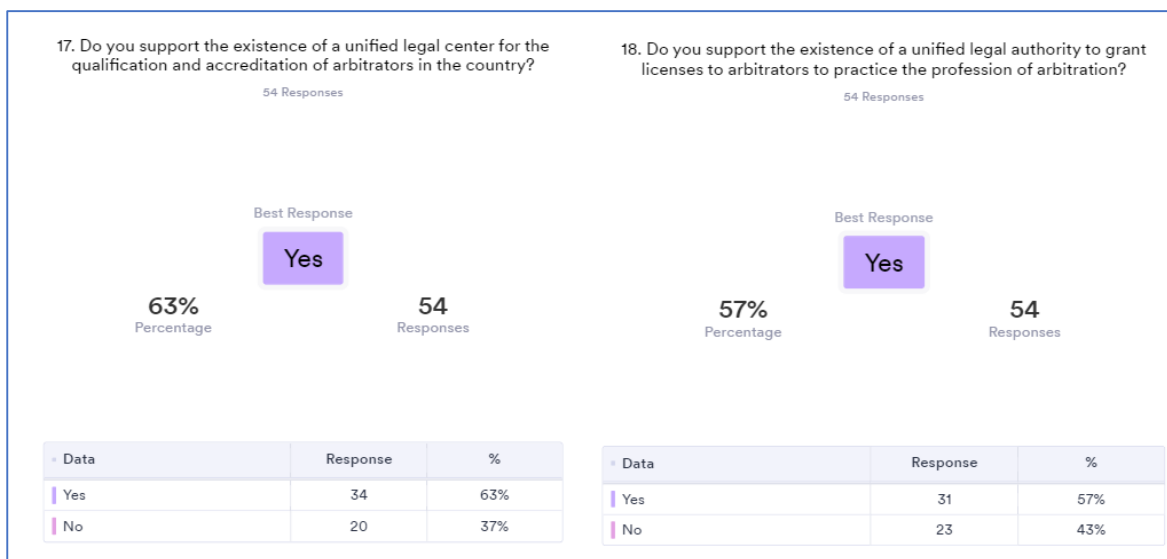 17. Do you support the existence of a unified legal center for the
qualification and accreditation of arbitrators in the country?
54 Responses
Best Response
Yes
63%
Percentage
54
Responses
Data Response %
Yes 34 63%
No 20 37%
18. Do you support the existence of a unified legal authority to grant
licenses to arbitrators to practice the profession of arbitration?
54 Responses
Best Response
Yes
57%
Percentage
54
Responses
Data Response %
Yes 31 57%
No 23 43%